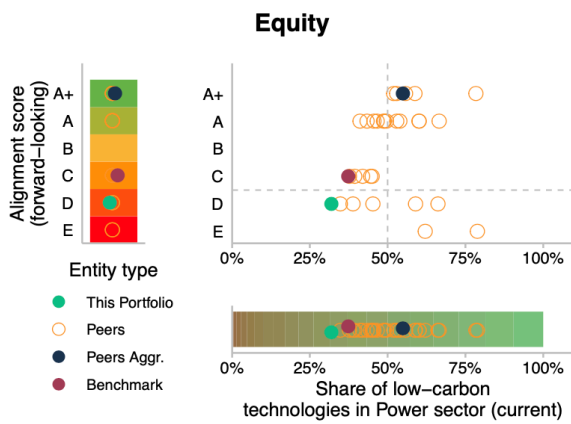 Equity
Alignment score
(forward–looking)
A+
A
B
C
D
E
A+
A
B
C
D
E
0%
25%
50%
75%
100%
Entity type
This Portfolio
Peers
Peers Aggr.
Benchmark
0%
25%
50%
75%
100%
Share of low–carbon
technologies in Power sector (current)